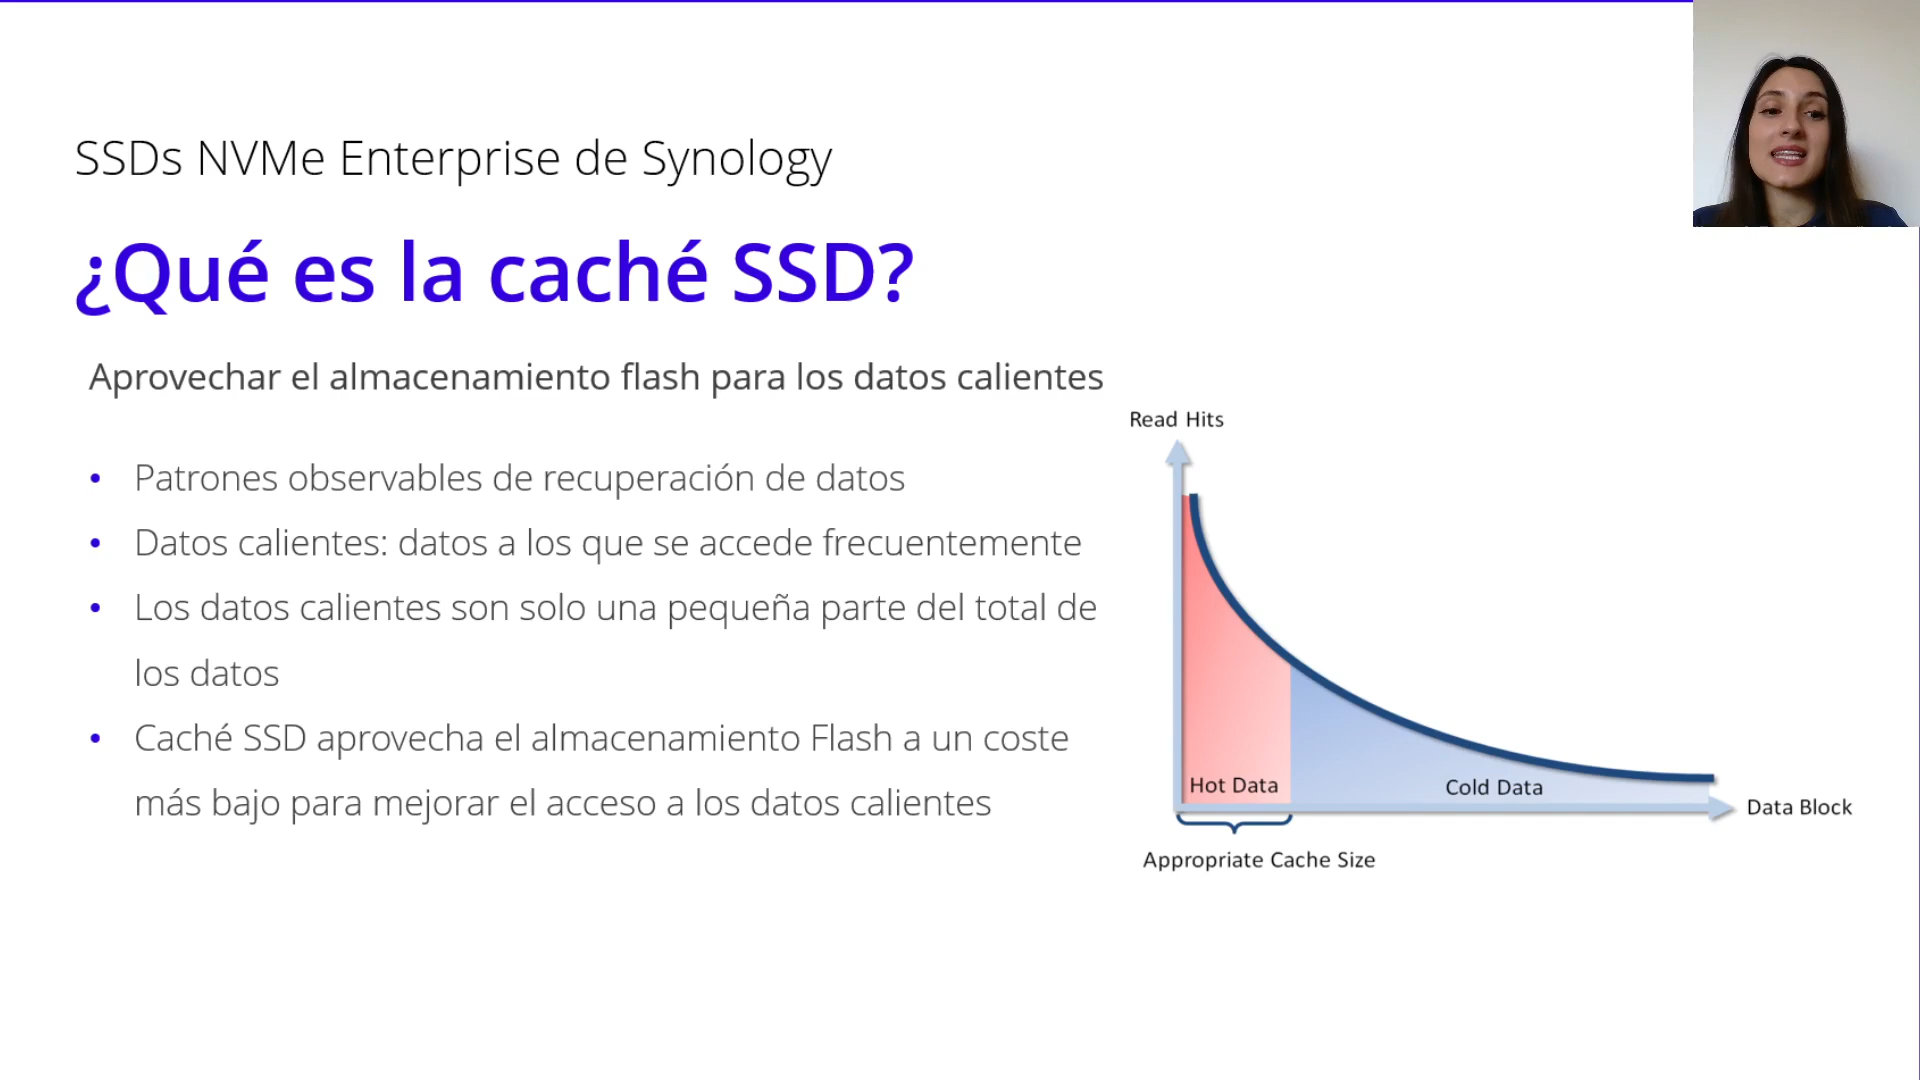 SSDs NVMe Enterprise de Synology
¿Qué es la caché SSD?
Aprovechar el almacenamiento flash para los datos calientes
• Patrones observables de recuperación de datos
• Datos calientes: datos a los que se accede frecuentemente
• Los datos calientes son solo una pequeña parte del total de
los datos
• Caché SSD aprovecha el almacenamiento Flash a un coste
más bajo para mejorar el acceso a los datos calientes
Read Hits
Hot Data
Cold Data
Data Block
Appropriate Cache Size